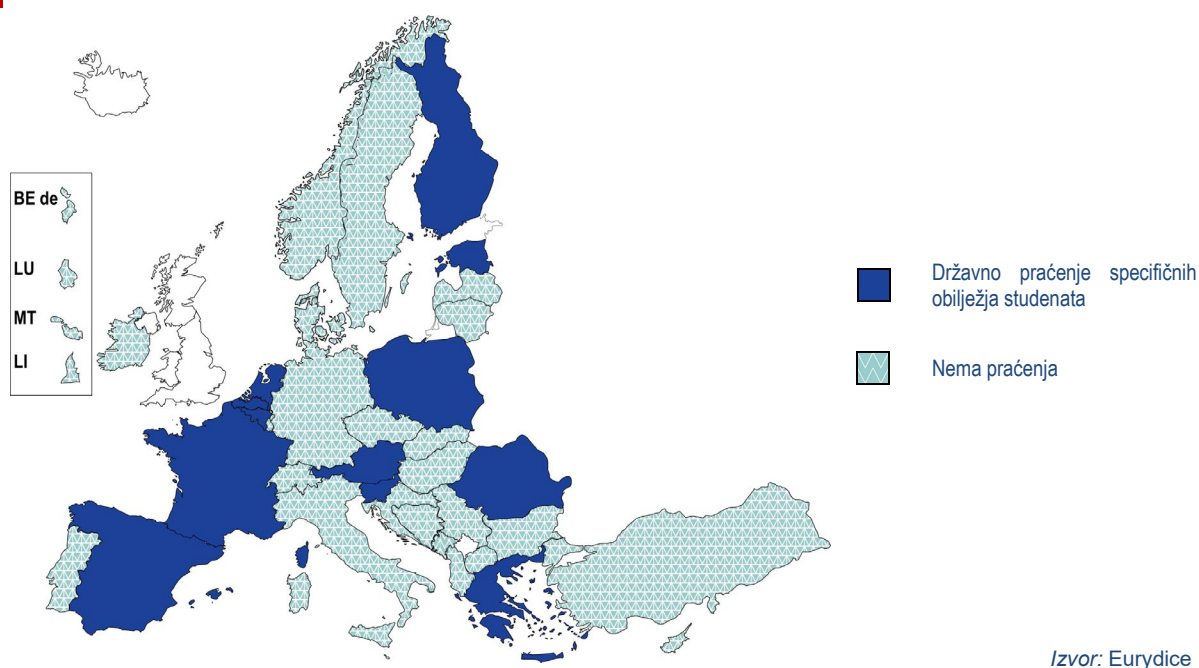 BE de
LU
MT
LI
Državno praćenje specifičnih
obilježja studenata
Nema praćenja
Izvor: Eurydice